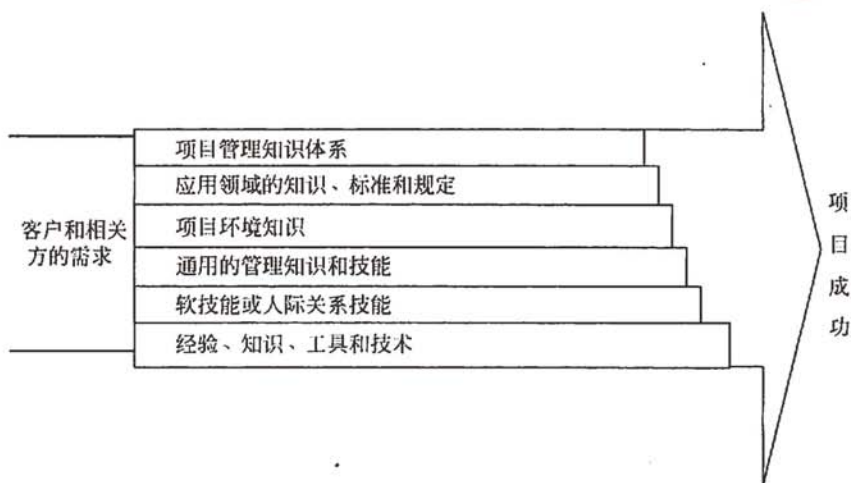 项目管理知识体系
应用领域的知识、标准和规定
项目环境知识
客户和相关
方的需求
通用的管理知识和技能
软技能或人际关系技能
经验、知识、工具和技术
项
目
成
功